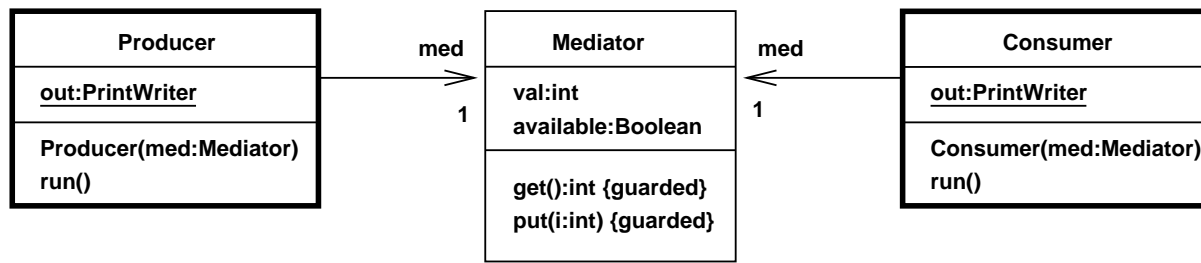 Producer
out:PrintWriter
Producer(med:Mediator)
run()
med
1
Mediator
val:int
available:Boolean
get():int {guarded}
put(i:int) {guarded}
med
1
Consumer
out:PrintWriter
Consumer(med:Mediator)
run()